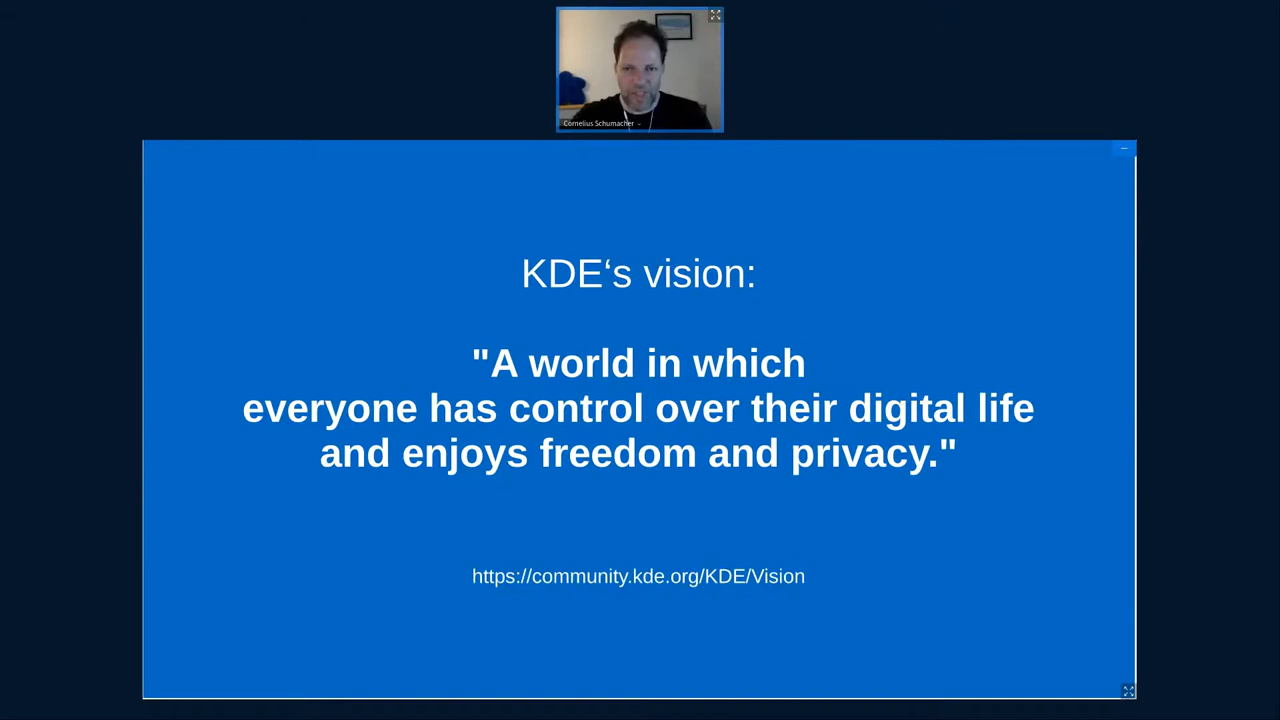 Cornelius Schumacher
KDE‘s vision:
"A world in which
everyone has control over their digital life
and enjoys freedom and privacy."
https://community.kde.org/KDE/Vision